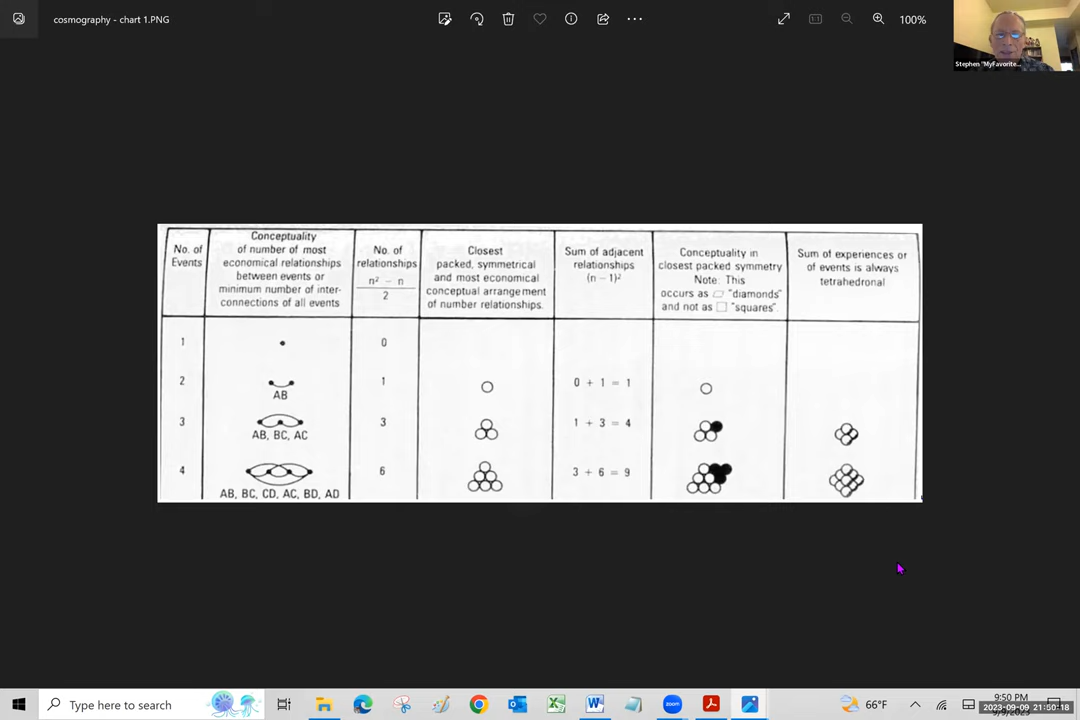 cosmography - chart 1.PNG
100%
Stephen "MyFavorite...
No. of
Events
Conceptuality
of number of most
economical relationships
between events or
minimum number of inter-
connections of all events
No. of
relationships
n² − n
2
Closest
packed, symmetrical
and most economical
conceptual arrangement
of number relationships.
Sum of adjacent
relationships
(n − 1)²
Conceptuality in
closest packed symmetry
Note: This
occurs as ▱ "diamonds"
and not as □ "squares".
Sum of experiences or
of events is always
tetrahedronal
1
0
2
AB
1
0 + 1 = 1
3
AB, BC, AC
3
1 + 3 = 4
4
AB, BC, CD, AC, BD, AD
6
3 + 6 = 9
Type here to search
66°F
9:50 PM
2023-09-09 21:50:18